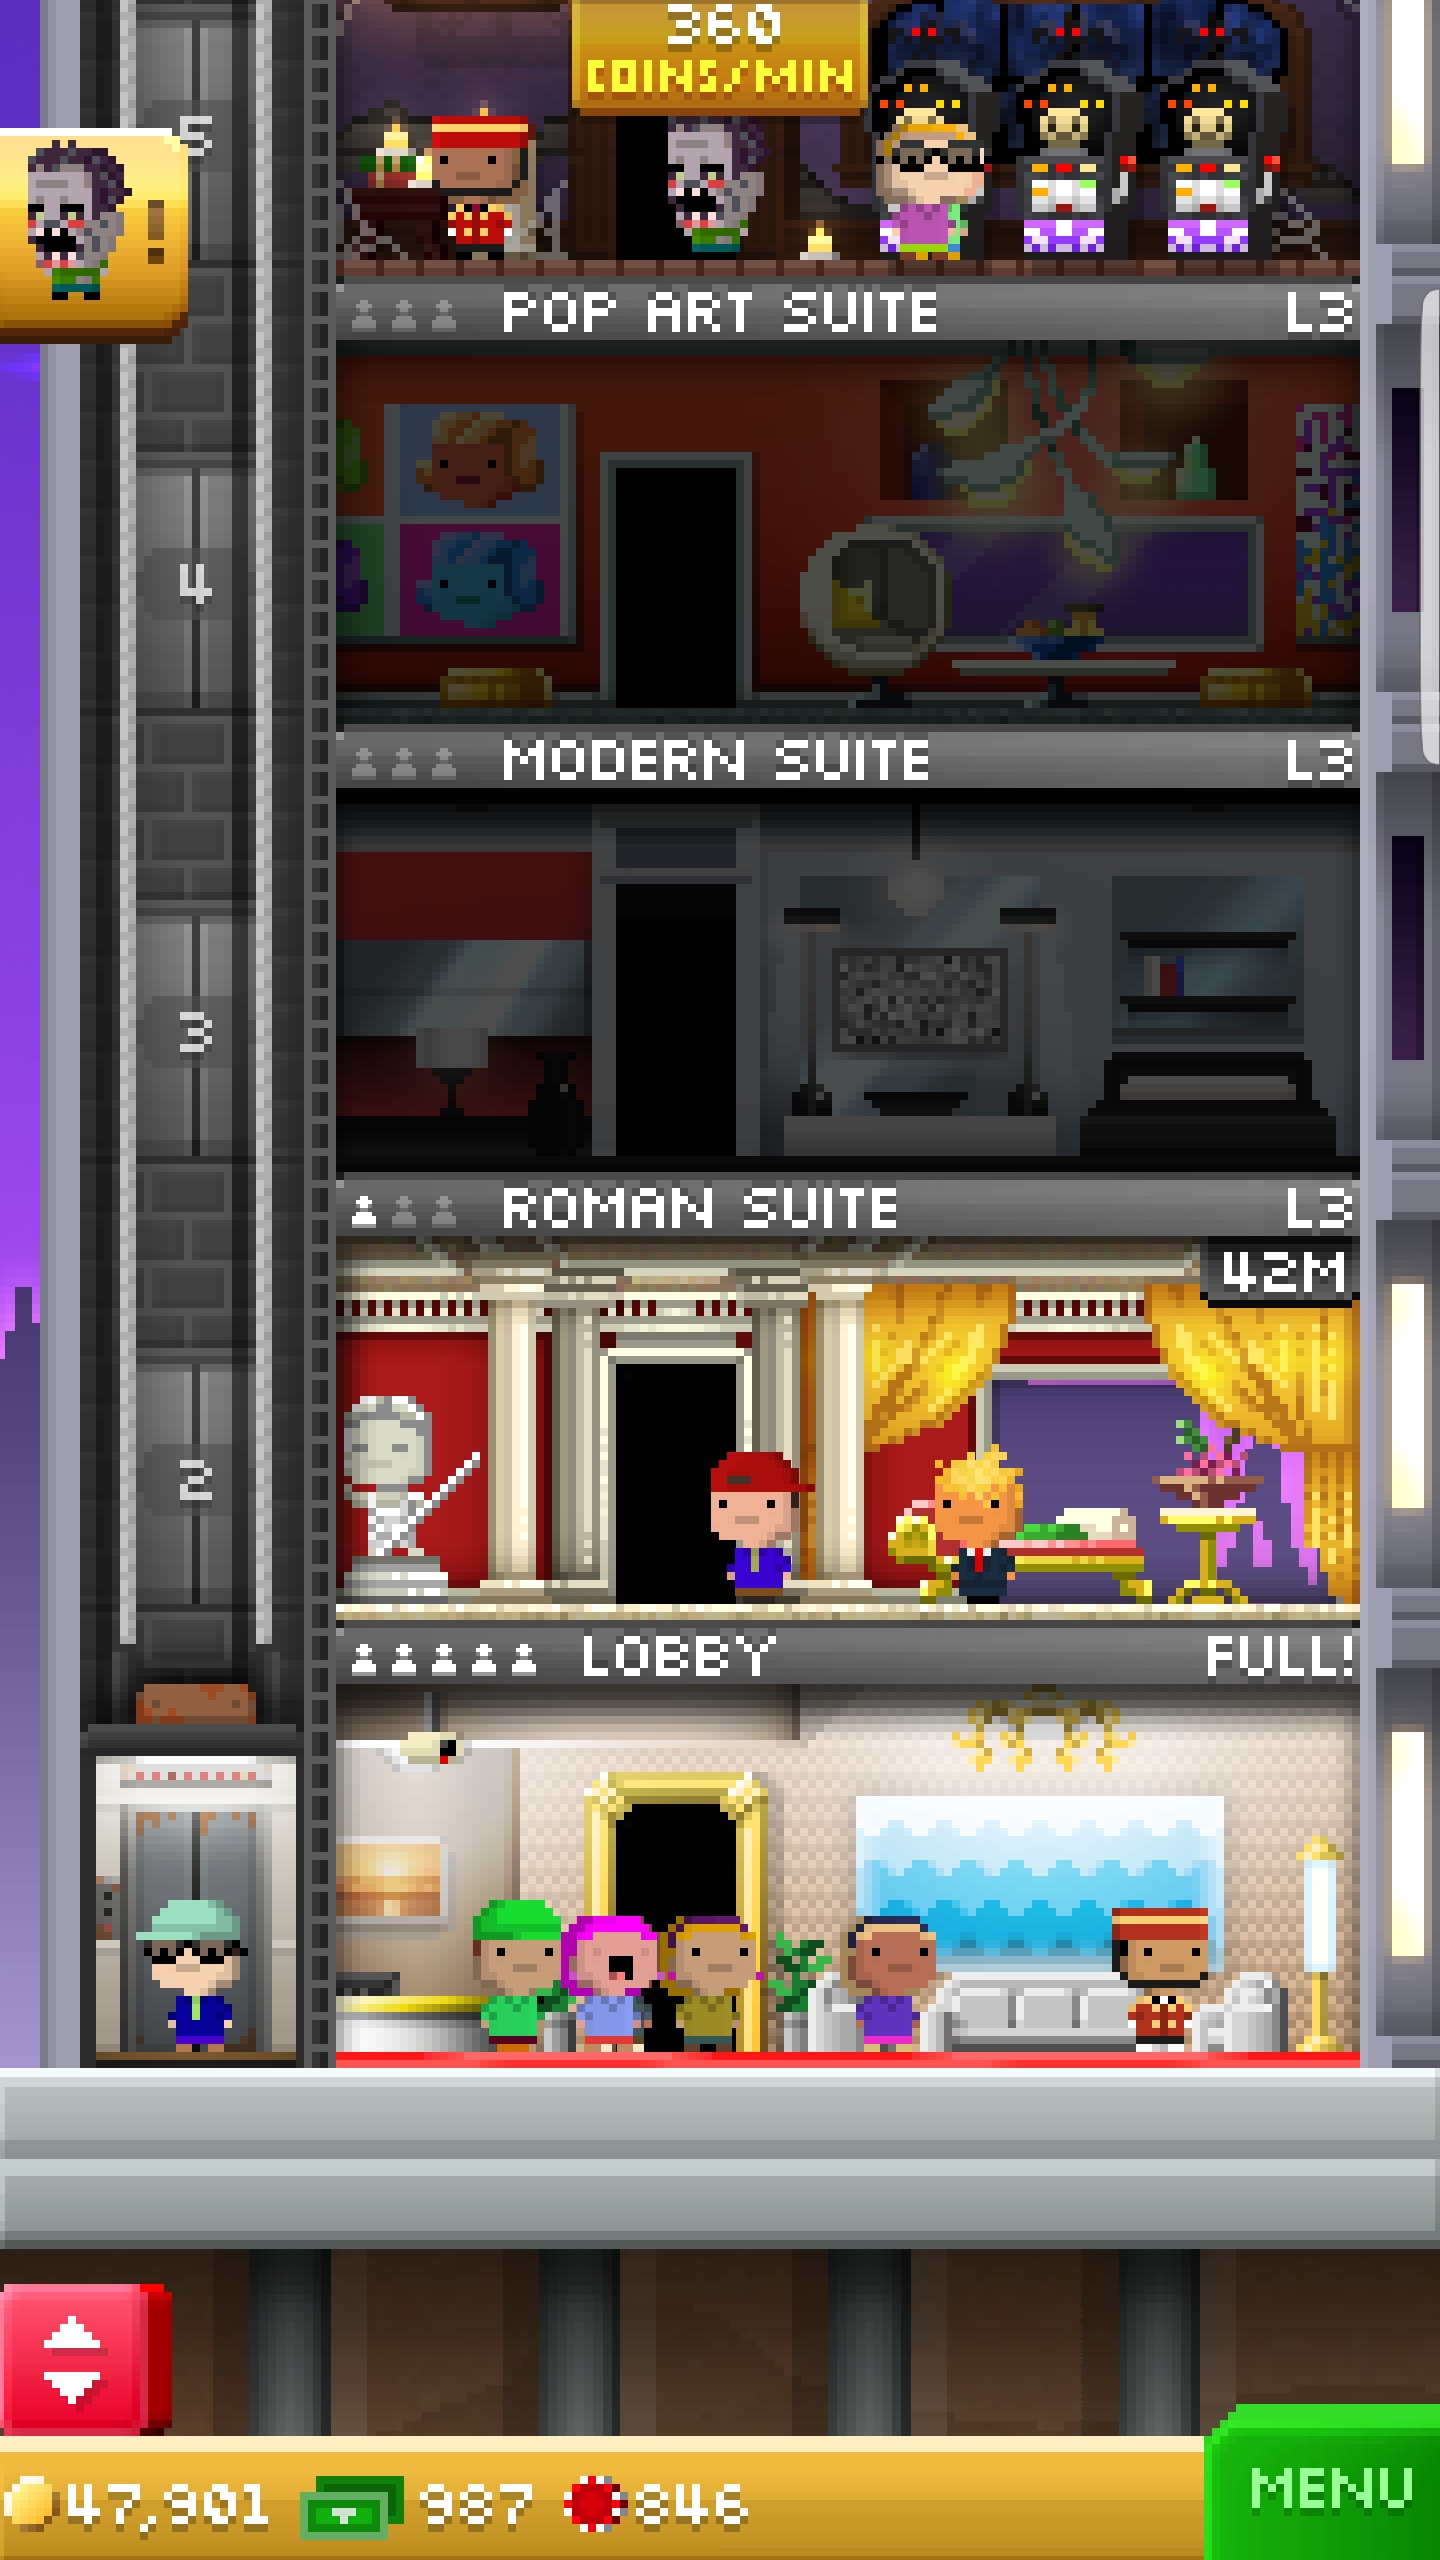 360
COINS/MIN
5
!
POP ART SUITE L3
4
MODERN SUITE L3
3
ROMAN SUITE L3
42M
2
LOBBY FULL!
47,901 987 846
MENU